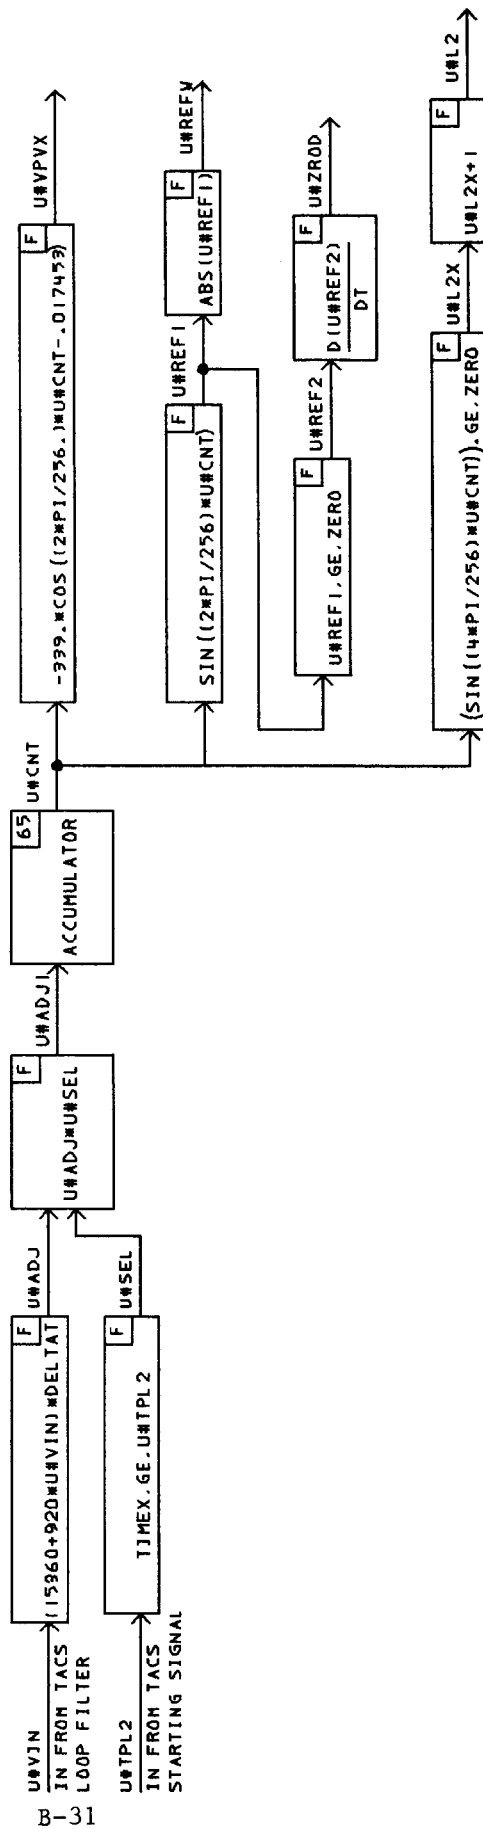 U#VIN
IN FROM TACS
LOOP FILTER
F
(15360+920*U#VIN)*DELTAT
U#ADJ
U#TPL2
IN FROM TACS
STARTING SIGNAL
F
TIMEX.GE.U#TPL2
U#SEL
F
U#ADJ*U#SEL
U#ADJ1
65
ACCUMULATOR
U#CNT
F
-339.*COS((2*PI/256.)*U#CNT-.017453)
U#VPVX
F
SIN((2*PI/256)*U#CNT)
U#REF1
F
ABS(U#REF1)
U#REFW
F
U#REF1.GE.ZERO
U#REF2
F
D(U#REF2)
DT
U#ZROD
F
(SIN((4*PI/256)*U#CNT)).GE.ZERO
U#L2X
F
U#L2X+1
U#L2
B-31